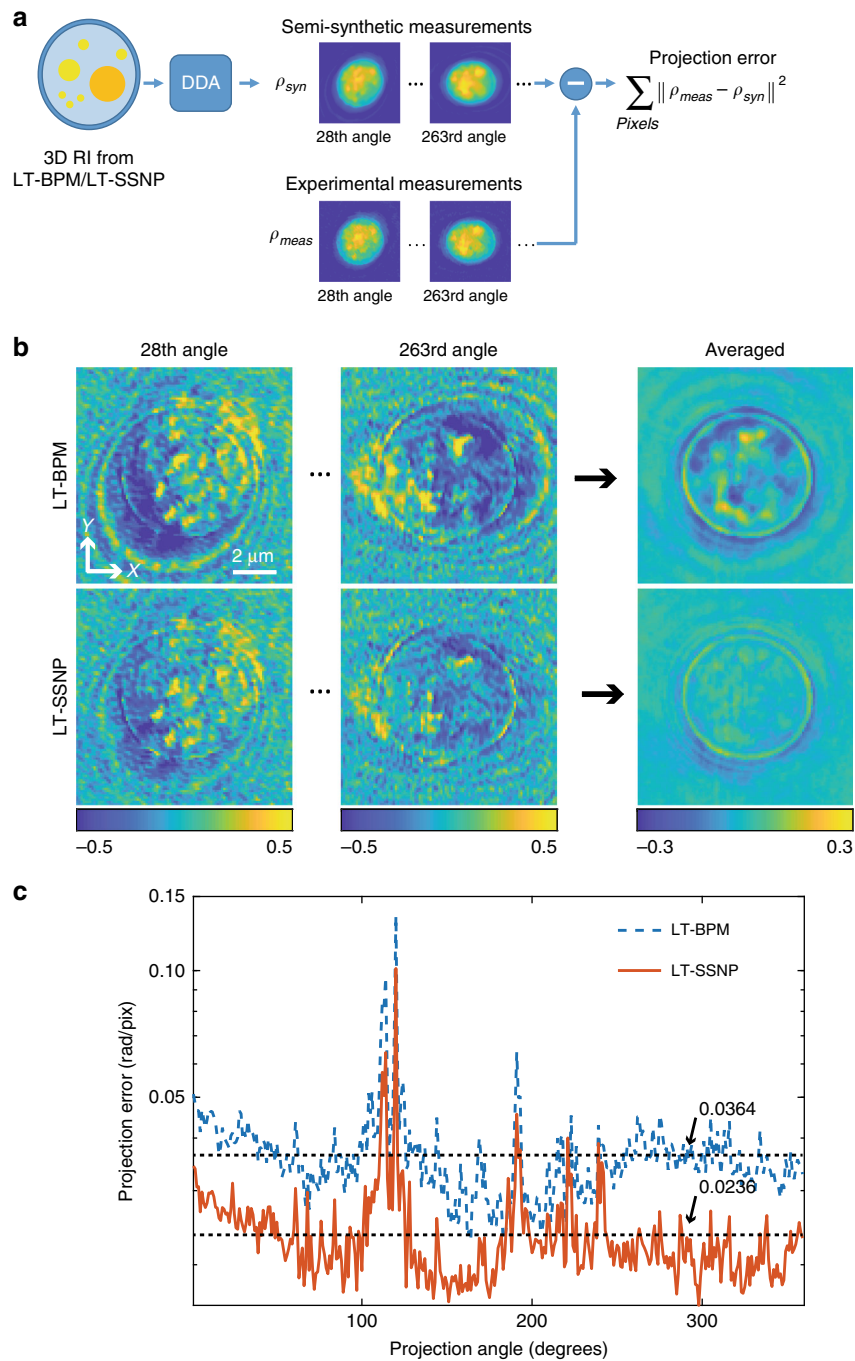 a
Semi-synthetic measurements
DDA
ρsyn
...
...
28th angle
263rd angle
Projection error
∑ ‖ ρmeas – ρsyn ‖ 2
Pixels
3D RI from
LT-BPM/LT-SSNP
Experimental measurements
ρmeas
...
...
28th angle
263rd angle
b
28th angle
263rd angle
Averaged
LT-BPM
...
Y
X
2 μm
LT-SSNP
...
–0.5
0.5
–0.5
0.5
–0.3
0.3
c
0.15
0.10
0.05
Projection error (rad/pix)
LT-BPM
LT-SSNP
0.0364
0.0236
100
200
300
Projection angle (degrees)